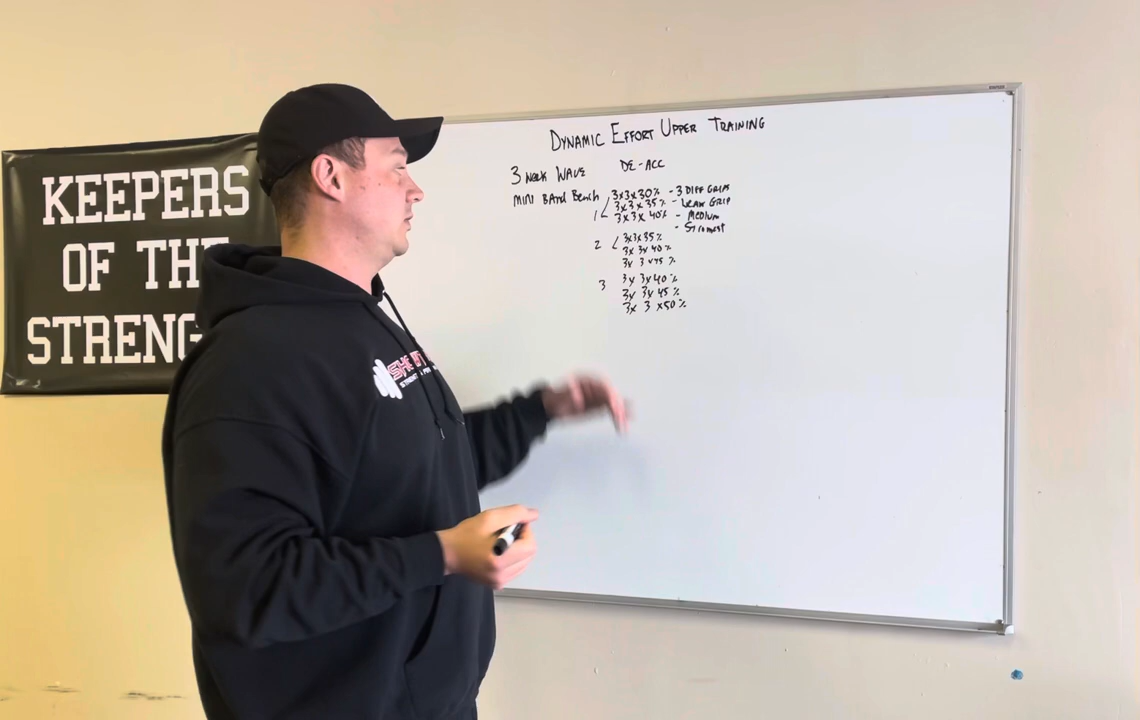 KEEPERS
OF THE
STRENG
DYNAMIC EFFORT UPPER TRAINING
3 WEEK WAVE DE-ACC
MINI BAND BENCH
1 3x3x30% - 3 DIFF GRIPS
3x3x35% - WEAK GRIP
3x3x40% - MEDIUM
- STRONGEST
2 3x3x35%
3x3x40%
3x3x45%
3 3x3x40%
3x3x45%
3x3x50%